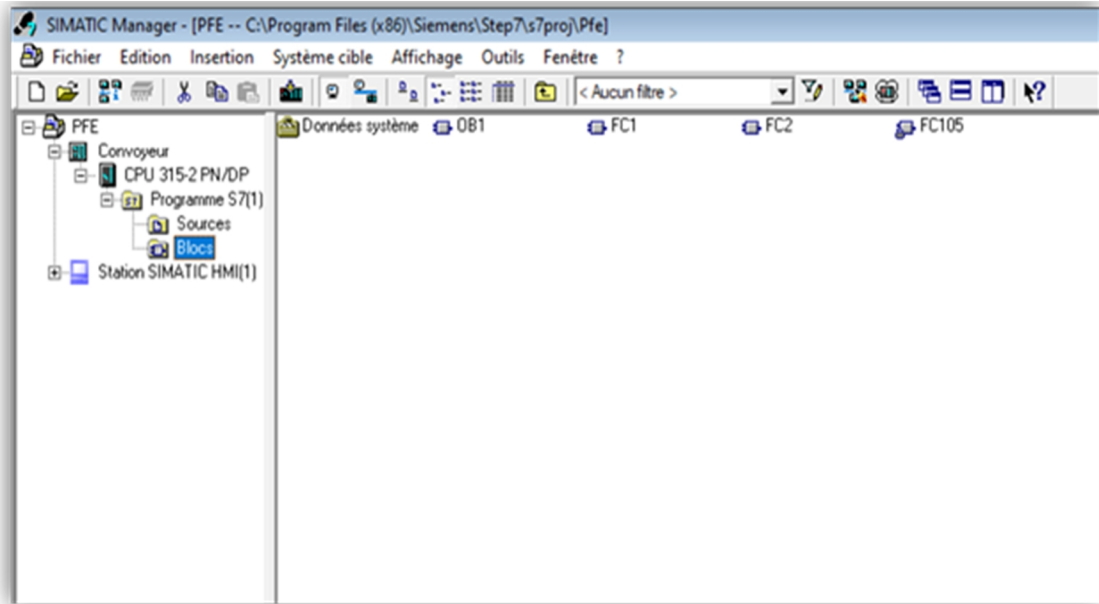 SIMATIC Manager - [PFE -- C:\Program Files (x86)\Siemens\Step7\s7proj\Pfe]
Fichier Edition Insertion Système cible Affichage Outils Fenêtre ?
< Aucun filtre >
PFE
Convoyeur
CPU 315-2 PN/DP
Programme S7(1)
Sources
Blocs
Station SIMATIC HMI(1)
Données système OB1 FC1 FC2 FC105